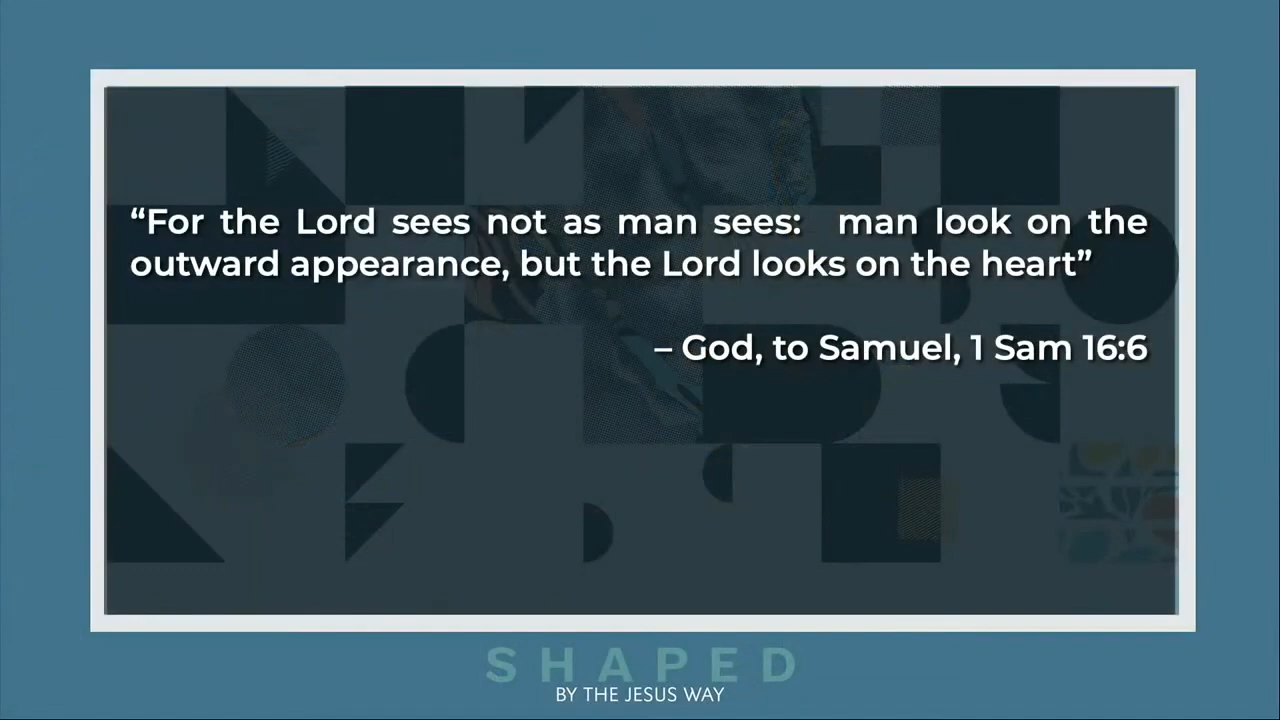 “For the Lord sees not as man sees: man look on the
outward appearance, but the Lord looks on the heart”
– God, to Samuel, 1 Sam 16:6
SHAPED
BY THE JESUS WAY